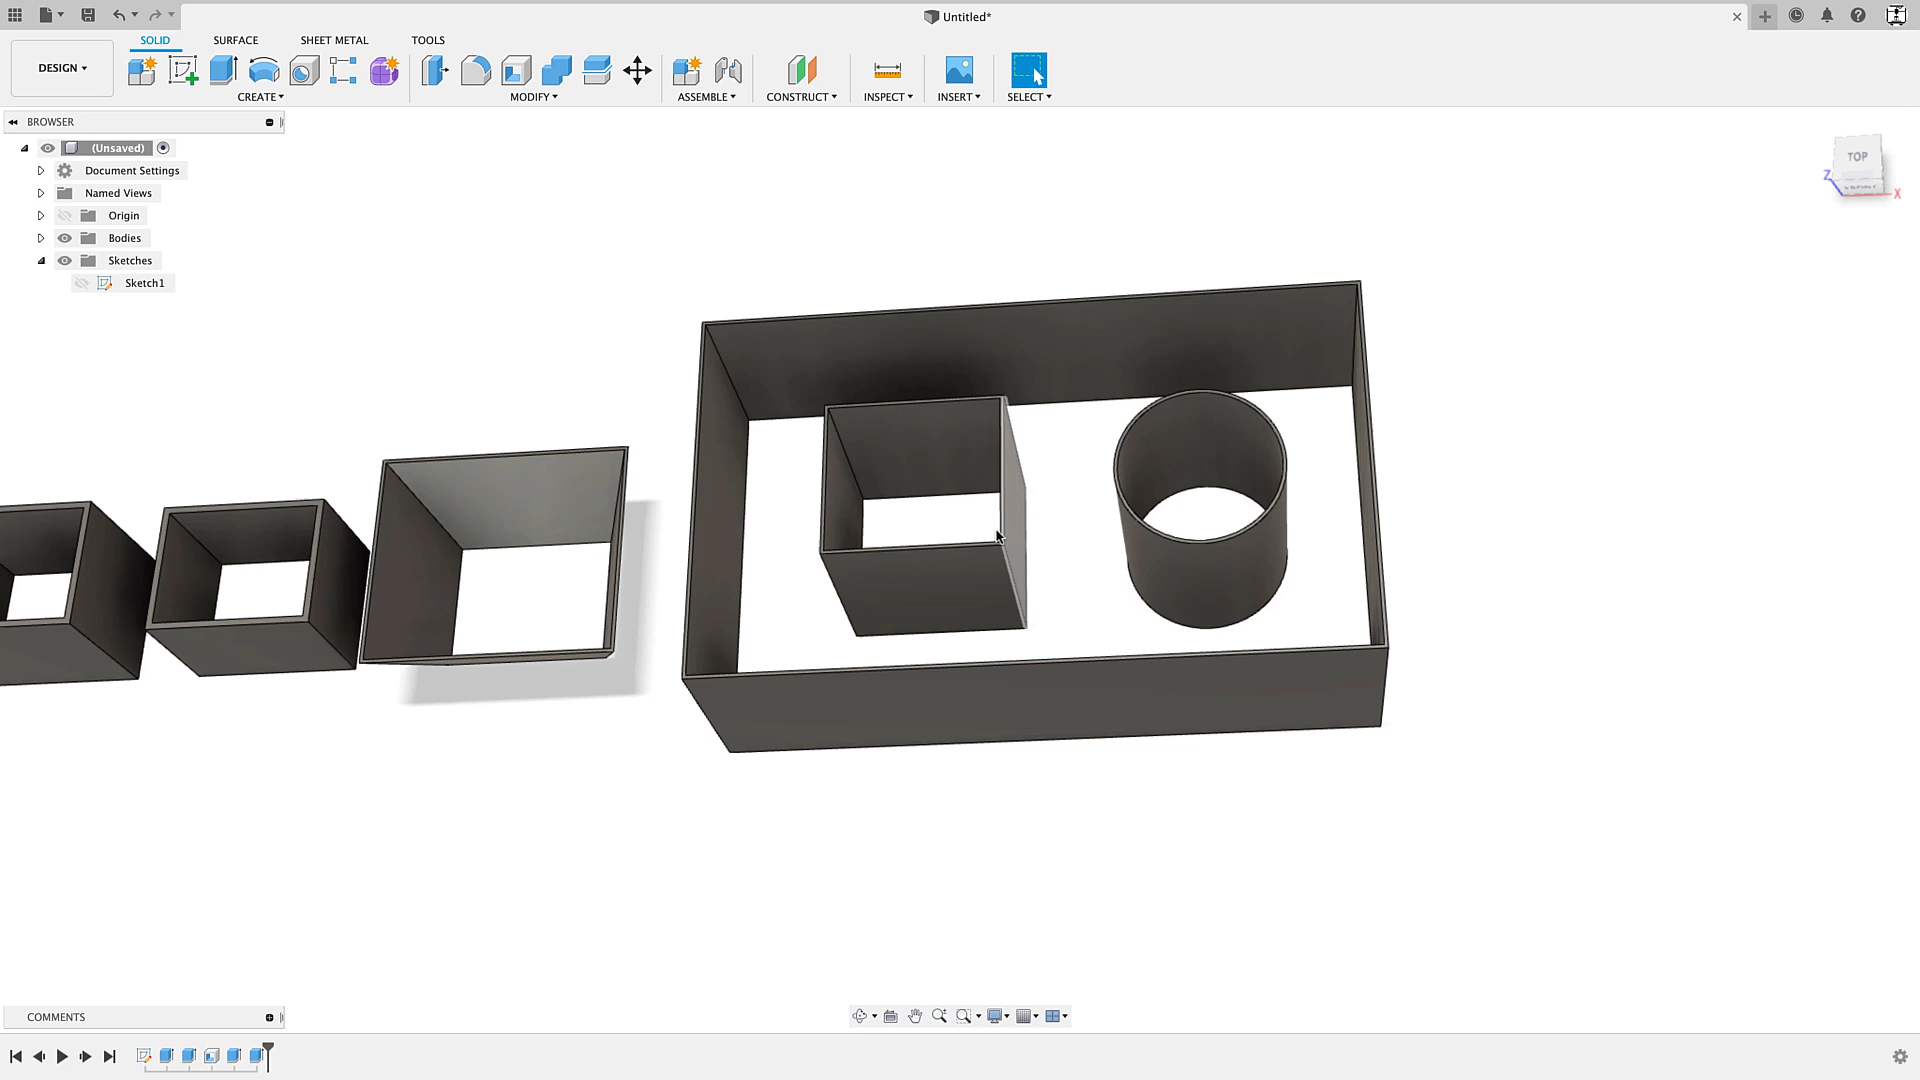 Untitled*
SOLID
SURFACE
SHEET METAL
TOOLS
DESIGN
CREATE
MODIFY
ASSEMBLE
CONSTRUCT
INSPECT
INSERT
SELECT
BROWSER
(Unsaved)
Document Settings
Named Views
Origin
Bodies
Sketches
Sketch1
TOP
FRONT
Z
X
COMMENTS